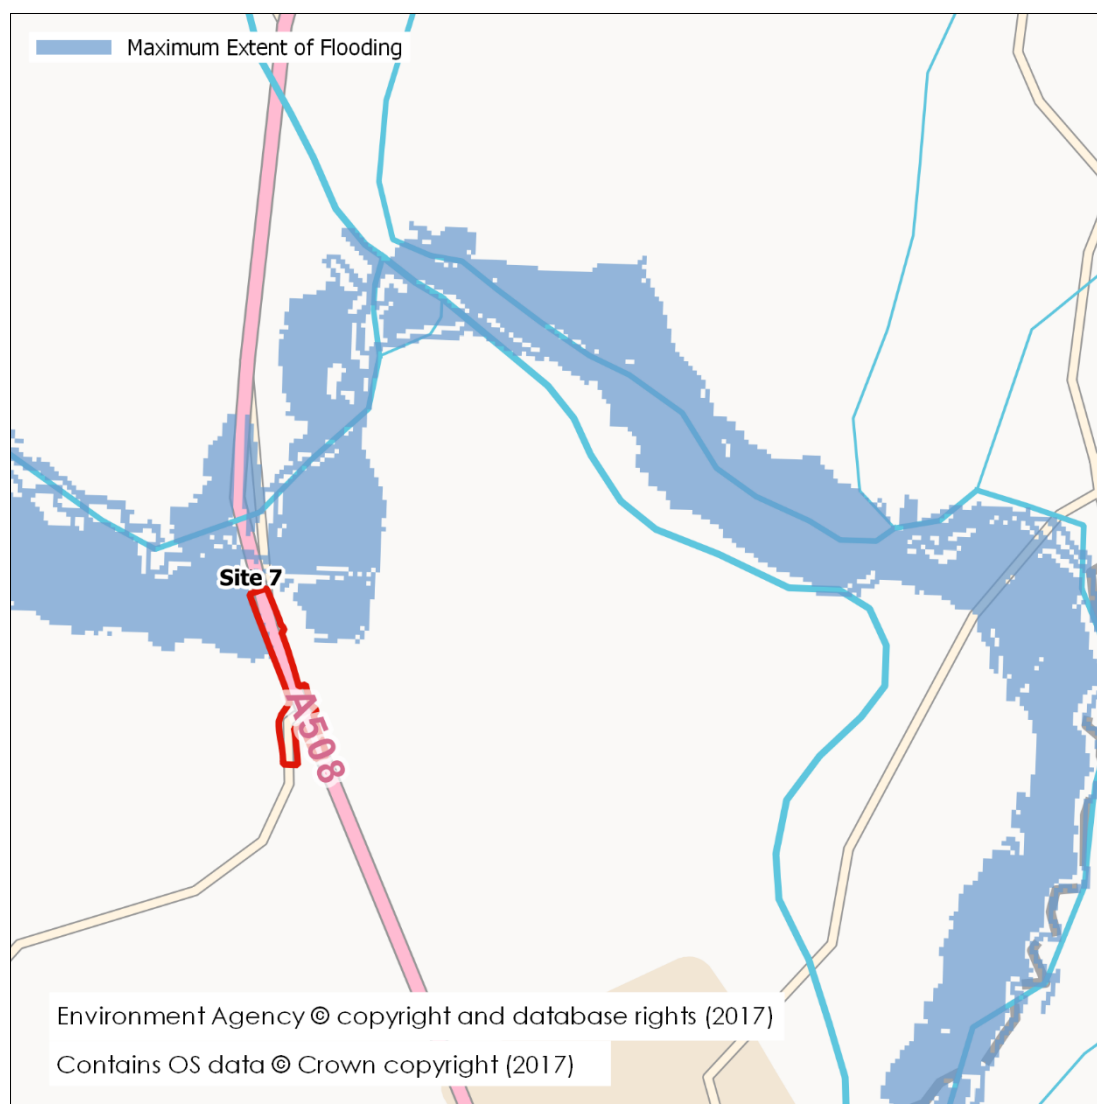 Maximum Extent of Flooding
Site 7
A508
Environment Agency © copyright and database rights (2017)
Contains OS data © Crown copyright (2017)